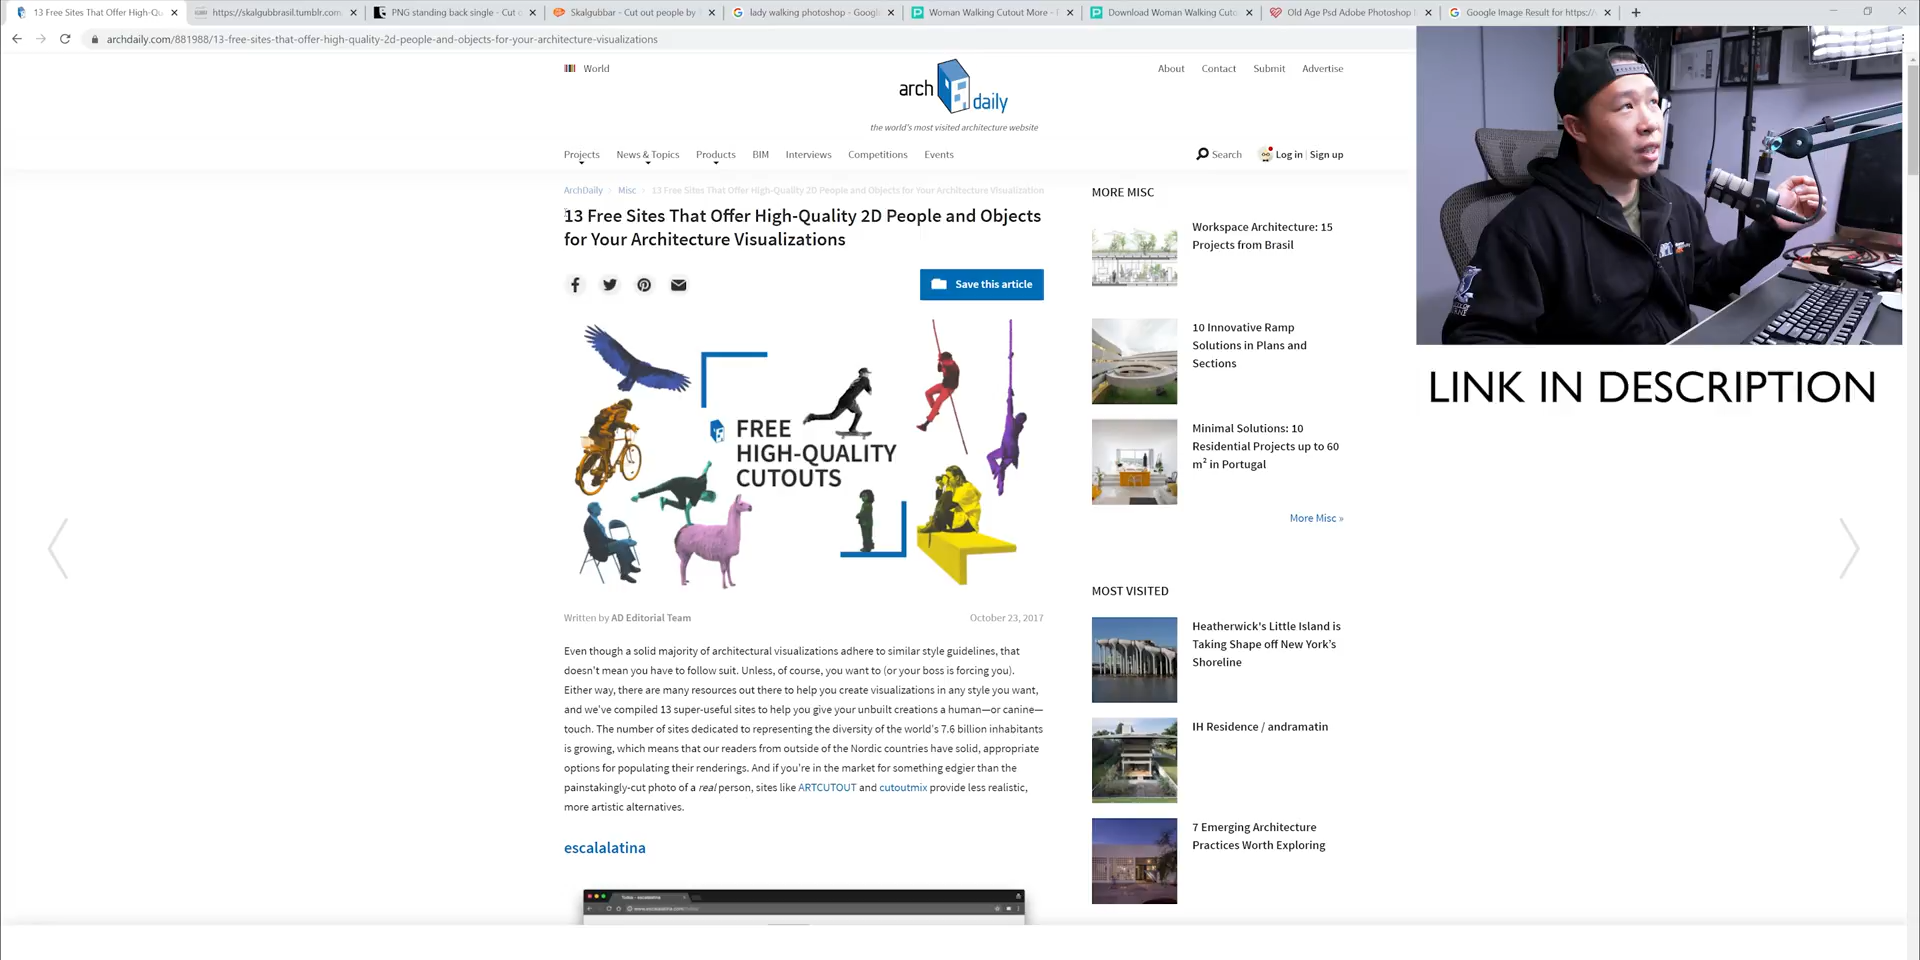 13 Free Sites That Offer High-Qu
https://skalgubbrasil.tumblr.com
PNG standing back single - Cut o
Skalgubbar - Cut out people by
lady walking photoshop - Googl
Woman Walking Cutout More - F
Download Woman Walking Cuto
Old Age Psd Adobe Photoshop
Google Image Result for https://
archdaily.com/881988/13-free-sites-that-offer-high-quality-2d-people-and-objects-for-your-architecture-visualizations
World
arch daily
the world's most visited architecture website
About Contact Submit Advertise
Projects News & Topics Products BIM Interviews Competitions Events
Search Log in | Sign up
ArchDaily > Misc > 13 Free Sites That Offer High-Quality 2D People and Objects for Your Architecture Visualizations
13 Free Sites That Offer High-Quality 2D People and Objects
for Your Architecture Visualizations
Save this article
FREE
HIGH-QUALITY
CUTOUTS
Written by AD Editorial Team October 23, 2017
Even though a solid majority of architectural visualizations adhere to similar style guidelines, that
doesn't mean you have to follow suit. Unless, of course, you want to (or your boss is forcing you).
Either way, there are many resources out there to help you create visualizations in any style you want,
and we've compiled 13 super-useful sites to help you give your unbuilt creations a human—or canine—
touch. The number of sites dedicated to representing the diversity of the world's 7.6 billion inhabitants
is growing, which means that our readers from outside of the Nordic countries have solid, appropriate
options for populating their renderings. And if you're in the market for something edgier than the
painstakingly-cut photo of a real person, sites like ARTCUTOUT and cutoutmix provide less realistic,
more artistic alternatives.
escalalatina
MORE MISC
Workspace Architecture: 15
Projects from Brasil
10 Innovative Ramp
Solutions in Plans and
Sections
Minimal Solutions: 10
Residential Projects up to 60
m² in Portugal
More Misc »
MOST VISITED
Heatherwick's Little Island is
Taking Shape off New York's
Shoreline
IH Residence / andramatin
7 Emerging Architecture
Practices Worth Exploring
LINK IN DESCRIPTION